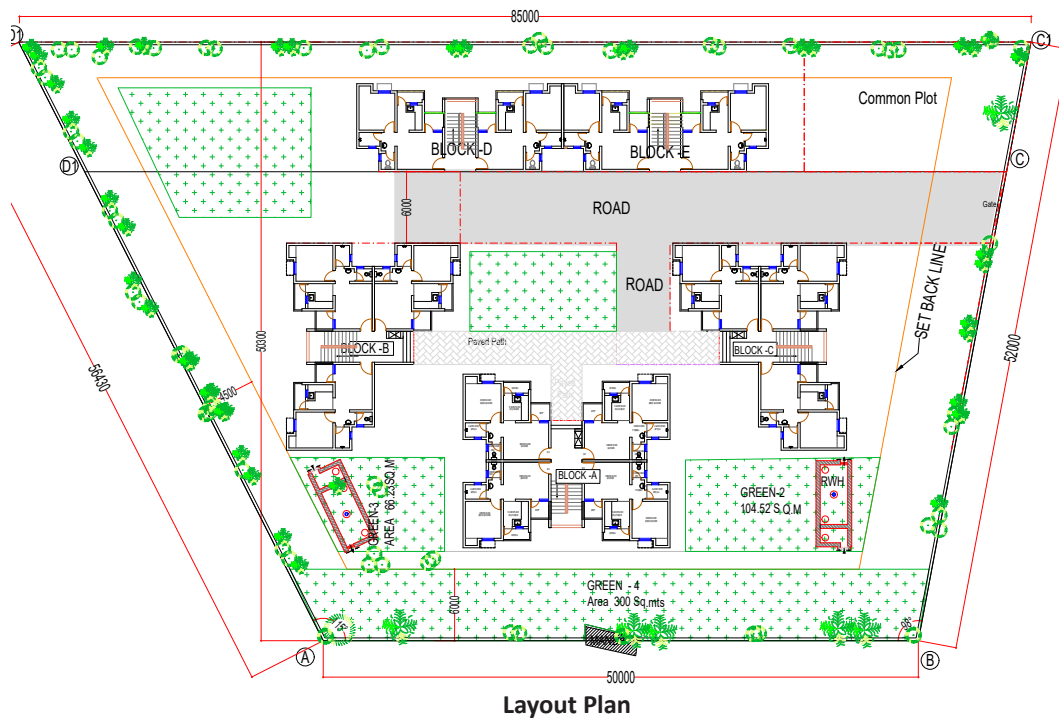 85000
D1
C1
Common Plot
BLOCK -D
BLOCK -E
D1
C
6000
ROAD
Gate
ROAD
SET BACK LINE
50300
Paved Path
BLOCK -B
BLOCK -C
56430
52000
4500
BLOCK -A
GREEN-3
AREA 66.23SQ.M
GREEN-2
104.52 S Q.M
RWH
GREEN - 4
Area 300 Sq.mts
6000
A
B
50000
Layout Plan